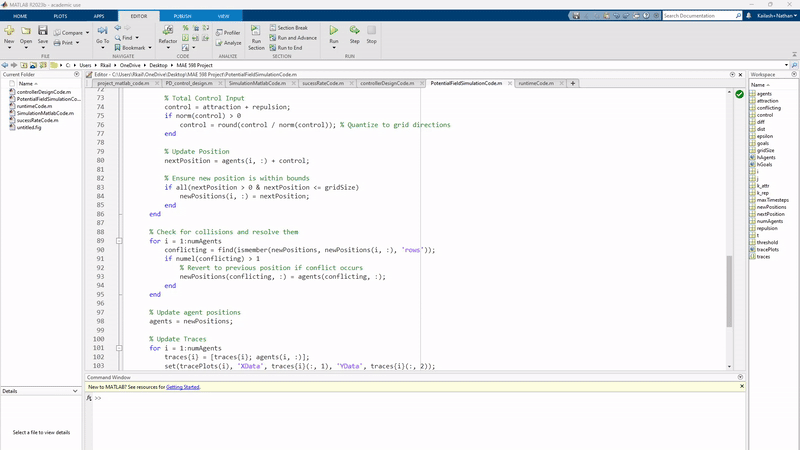 MATLAB R2023b - academic use
HOME PLOTS APPS EDITOR PUBLISH VIEW
Search Documentation
Kailash+ Nathan
New Open Save Compare Print
Go To Find Bookmark
Refactor
Profiler Analyze
Run Section
Section Break Run and Advance Run to End
Run Step Stop
FILE NAVIGATE CODE ANALYZE SECTION RUN
C: Users Rkail OneDrive Desktop MAE 598 Project
Current Folder
Name
controllerDesignCode.m
PotentialFieldSimulationCo...
runtimeCode.m
SimulationMatlabCode.m
sucessRateCode.m
untitled.fig
Details
Select a file to view details
Editor - C:\Users\Rkail\OneDrive\Desktop\MAE 598 Project\PotentialFieldSimulationCode.m
project_matlab_code.m PD_control_design.m SimulationMatlabCode.m sucessRateCode.m controllerDesignCode.m PotentialFieldSimulationCode.m runtimeCode.m +
72
73 % Total Control Input
74 control = attraction + repulsion;
75 if norm(control) > 0
76 control = round(control / norm(control)); % Quantize to grid directions
77 end
78
79 % Update Position
80 nextPosition = agents(i, :) + control;
81
82 % Ensure new position is within bounds
83 if all(nextPosition > 0 & nextPosition <= gridSize)
84 newPositions(i, :) = nextPosition;
85 end
86 end
87
88 % Check for collisions and resolve them
89 for i = 1:numAgents
90 conflicting = find(ismember(newPositions, newPositions(i, :), 'rows'));
91 if numel(conflicting) > 1
92 % Revert to previous position if conflict occurs
93 newPositions(conflicting, :) = agents(conflicting, :);
94 end
95 end
96
97 % Update agent positions
98 agents = newPositions;
99
100 % Update Traces
101 for i = 1:numAgents
102 traces{i} = [traces{i}; agents(i, :)];
103 set(tracePlots(i), 'XData', traces{i}(:, 1), 'YData', traces{i}(:, 2));
Command Window
New to MATLAB? See resources for Getting Started.
fx >>
Workspace
Name
agents
attraction
conflicting
control
diff
dist
epsilon
goals
gridSize
hAgents
hGoals
i
j
k_attr
k_rep
maxTimesteps
newPositions
nextPosition
numAgents
repulsion
t
threshold
tracePlots
traces